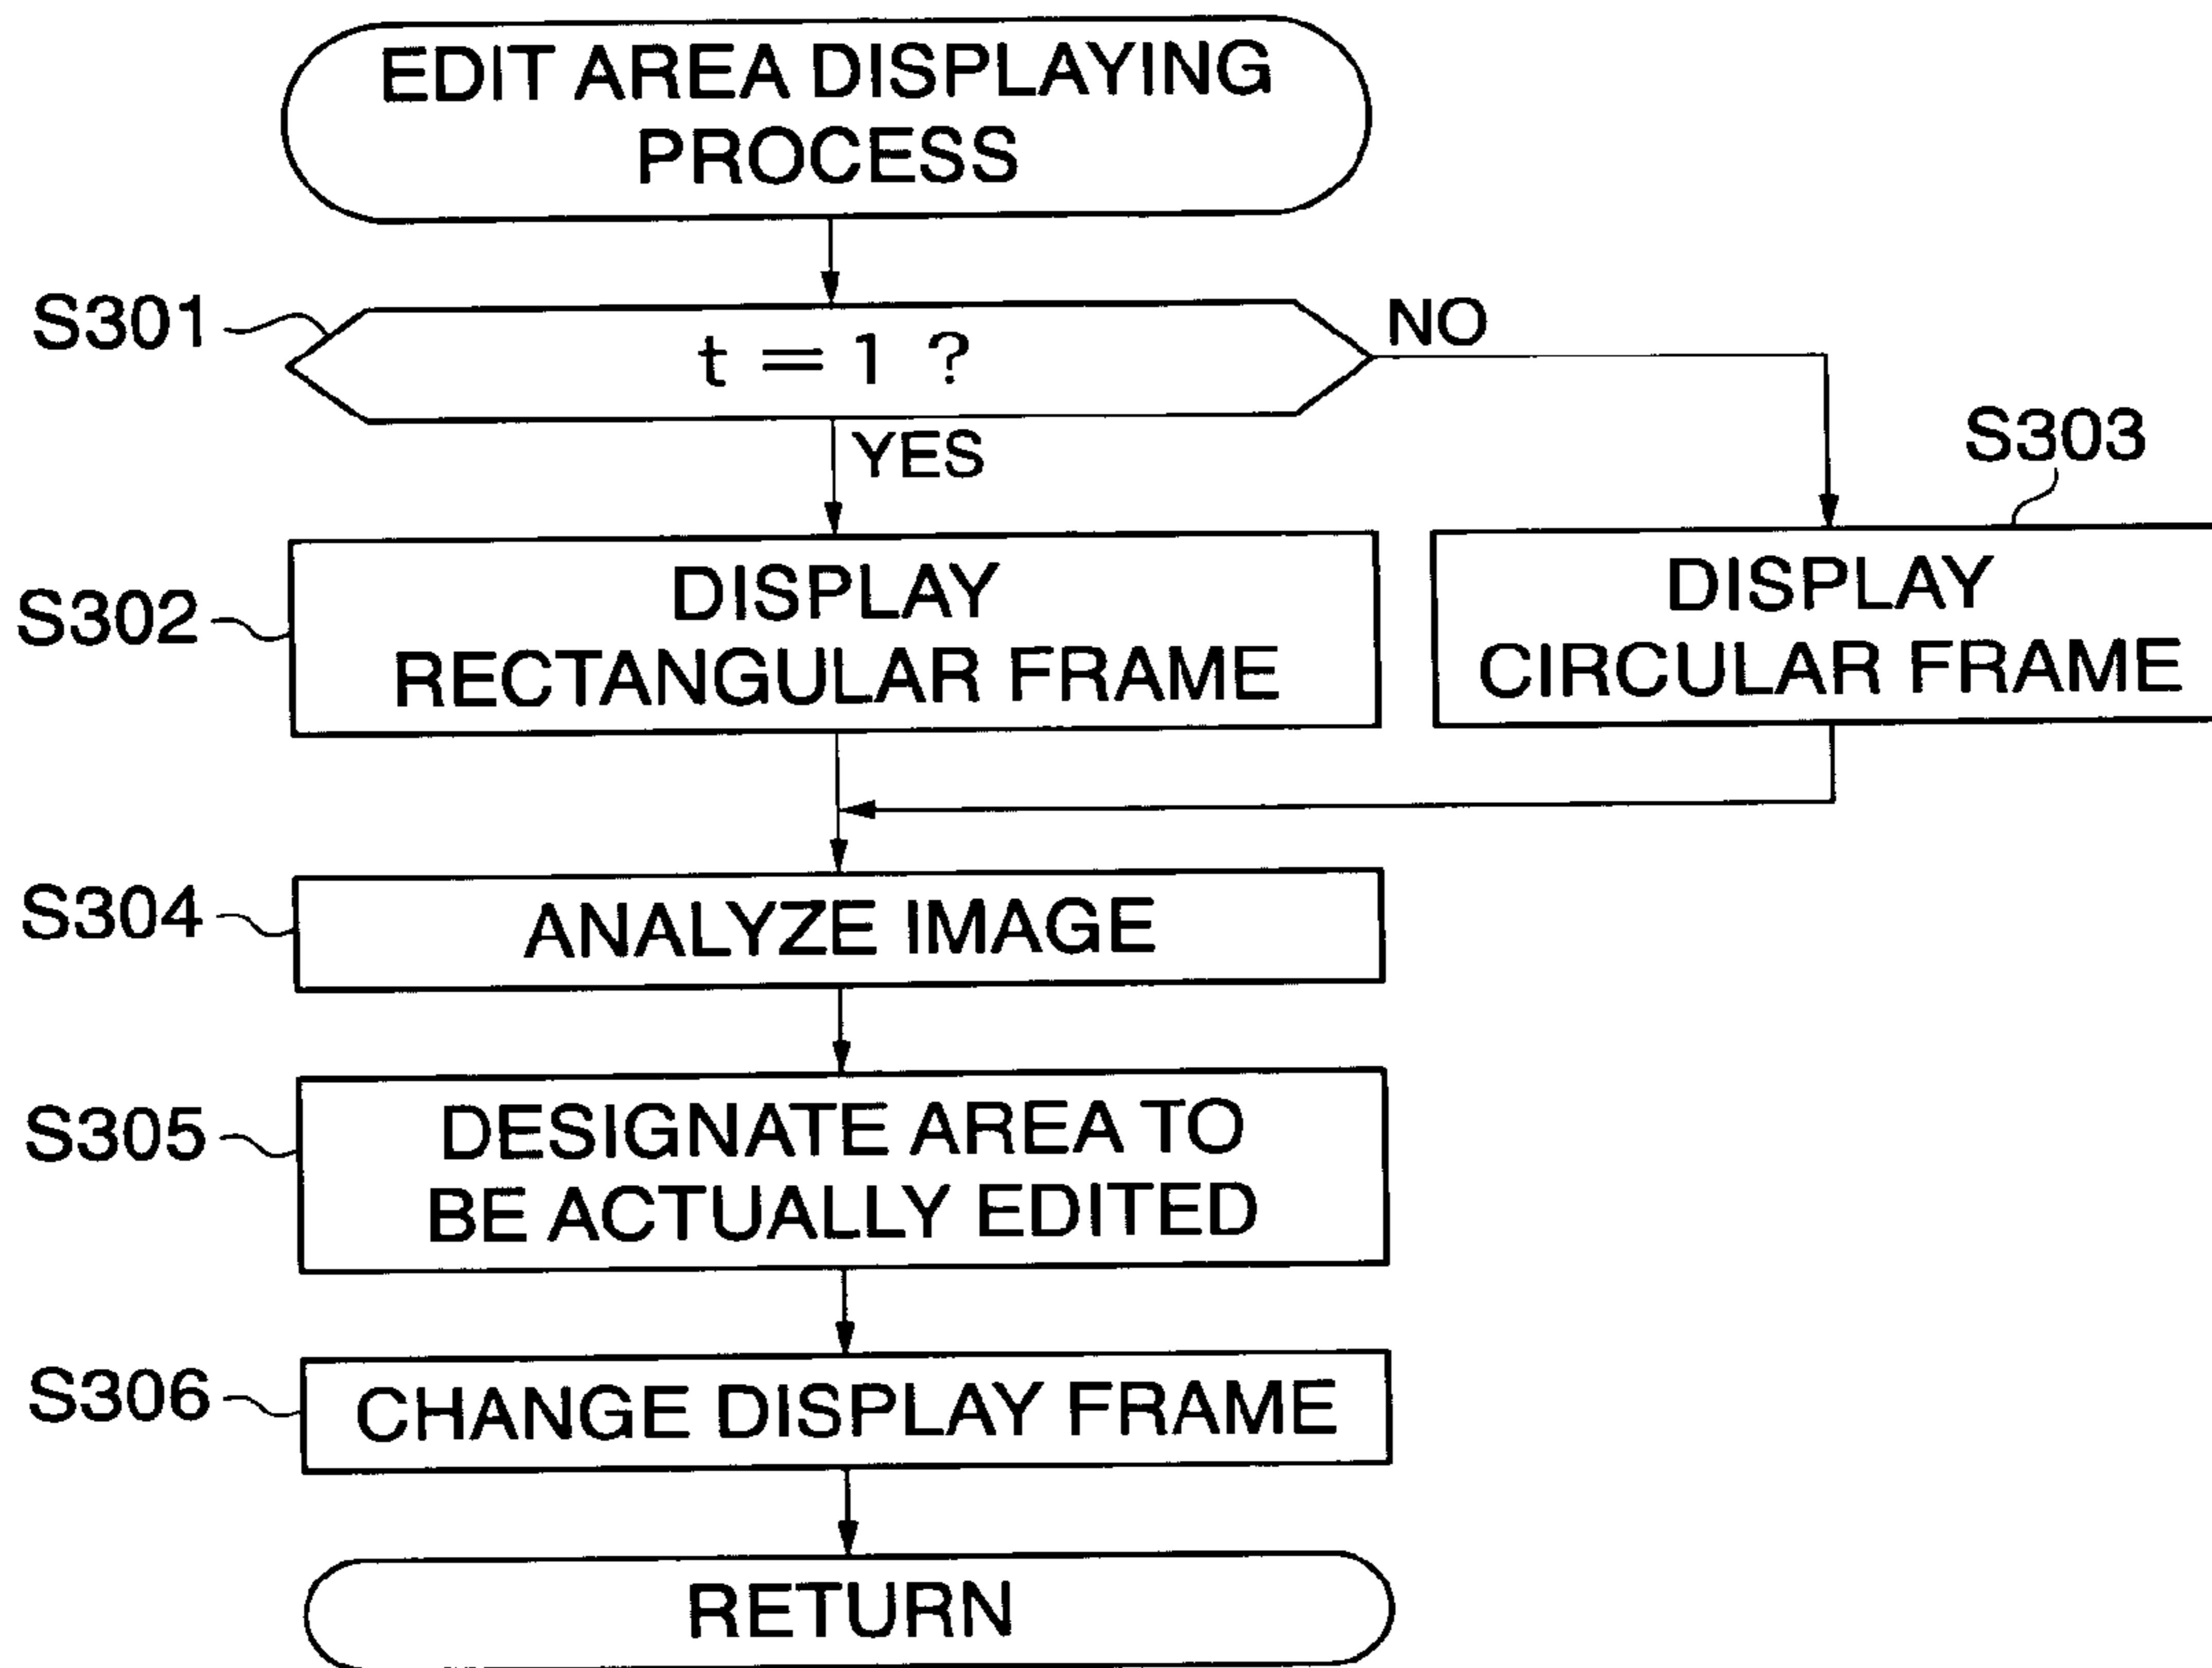 EDIT AREA DISPLAYING
PROCESS
S301
t = 1 ?
NO
YES
S303
S302
DISPLAY
RECTANGULAR FRAME
DISPLAY
CIRCULAR FRAME
S304
ANALYZE IMAGE
S305
DESIGNATE AREA TO
BE ACTUALLY EDITED
S306
CHANGE DISPLAY FRAME
RETURN